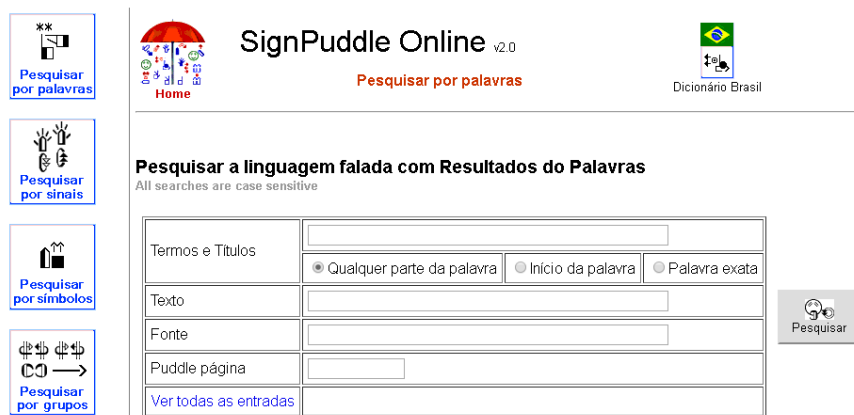 Pesquisar
por palavras
Pesquisar
por sinais
Pesquisar
por símbolos
Pesquisar
por grupos
Home
SignPuddle Online v2.0
Pesquisar por palavras
Dicionário Brasil
Pesquisar a linguagem falada com Resultados do Palavras
All searches are case sensitive
Termos e Títulos
Qualquer parte da palavra Início da palavra Palavra exata
Texto
Fonte
Puddle página
Ver todas as entradas
Pesquisar